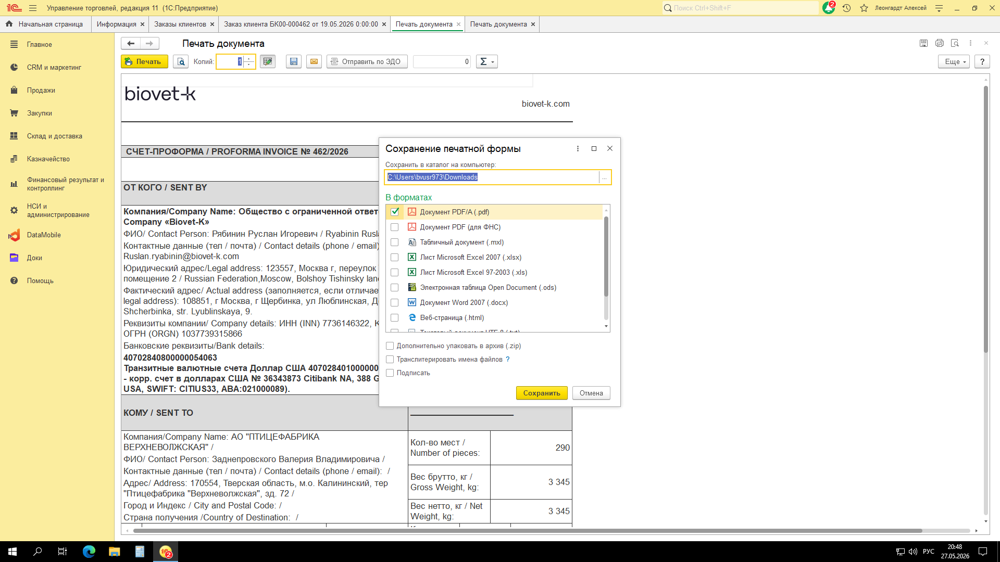 Управление торговлей, редакция 11 (1С:Предприятие)
Поиск Ctrl+Shift+F
2
Леонгардт Алексей
Начальная страница
Информация
Заказы клиентов
Заказ клиента БК00-000462 от 19.05.2026 0:00:00
Печать документа
Печать документа
Главное
CRM и маркетинг
Продажи
Закупки
Склад и доставка
Казначейство
Финансовый результат и
контроллинг
НСИ и
администрирование
DataMobile
Доки
Помощь
Печать документа
Печать
Копий:
1
Отправить по ЭДО
0
Σ
Еще
?
biovet-k
biovet-k.com
СЧЕТ-ПРОФОРМА / PROFORMA INVOICE № 462/2026
ОТ КОГО / SENT BY
Компания/Company Name: Общество с ограниченной
Company «Biovet-K»
ФИО/ Contact Person: Рябинин Руслан Игоревич / Ryabinin
Контактные данные (тел / почта) / Contact details (phone / email)
Ruslan.ryabinin@biovet-k.com
Юридический адрес/Legal address: 123557, Москва г, переулок
помещение 2 / Russian Federation,Moscow, Bolshoy Tishinsky
Фактический адрес/ Actual address (заполняется, если
legal address): 108851, г Москва, г Щербинка, ул Люблинская,
Shcherbinka, str. Lyublinskaya, 9.
Реквизиты компании/ Company details: ИНН (INN) 7736146322,
ОГРН (ORGN) 1037739315866
Банковские реквизиты/Bank details:
40702840800000054063
Транзитные валютные счета Доллар США 407028401000000
- корр. счет в долларах США № 36343873 Citibank NA, 388
USA, SWIFT: CITIUS33, ABA:021000089).
КОМУ / SENT TO
Компания/Company Name: АО "ПТИЦЕФАБРИКА
ВЕРХНЕВОЛЖСКАЯ" /
ФИО/ Contact Person: Заднепровского Валерия Владимировича /
Контактные данные (тел / почта) / Contact details (phone / email): /
Адрес/ Address: 170554, Тверская область, м.о. Калининский, тер
"Птицефабрика "Верхневолжская", зд. 72 /
Город и Индекс / City and Postal Code: /
Страна получения /Country of Destination: /
Кол-во мест /
Number of pieces:
290
Вес брутто, кг /
Gross Weight, kg:
3 345
Вес нетто, кг / Net
Weight, kg:
3 345
Сохранение печатной формы
Сохранить в каталог на компьютер:
C:\Users\bvusr973\Downloads
...
В форматах
Документ PDF/A (.pdf)
Документ PDF (для ФНС)
Табличный документ (.mxl)
Лист Microsoft Excel 2007 (.xlsx)
Лист Microsoft Excel 97-2003 (.xls)
Электронная таблица Open Document (.ods)
Документ Word 2007 (.docx)
Веб-страница (.html)
Дополнительно упаковать в архив (.zip)
Транслитерировать имена файлов ?
Подписать
Сохранить
Отмена
2
РУС
20:48
27.05.2026